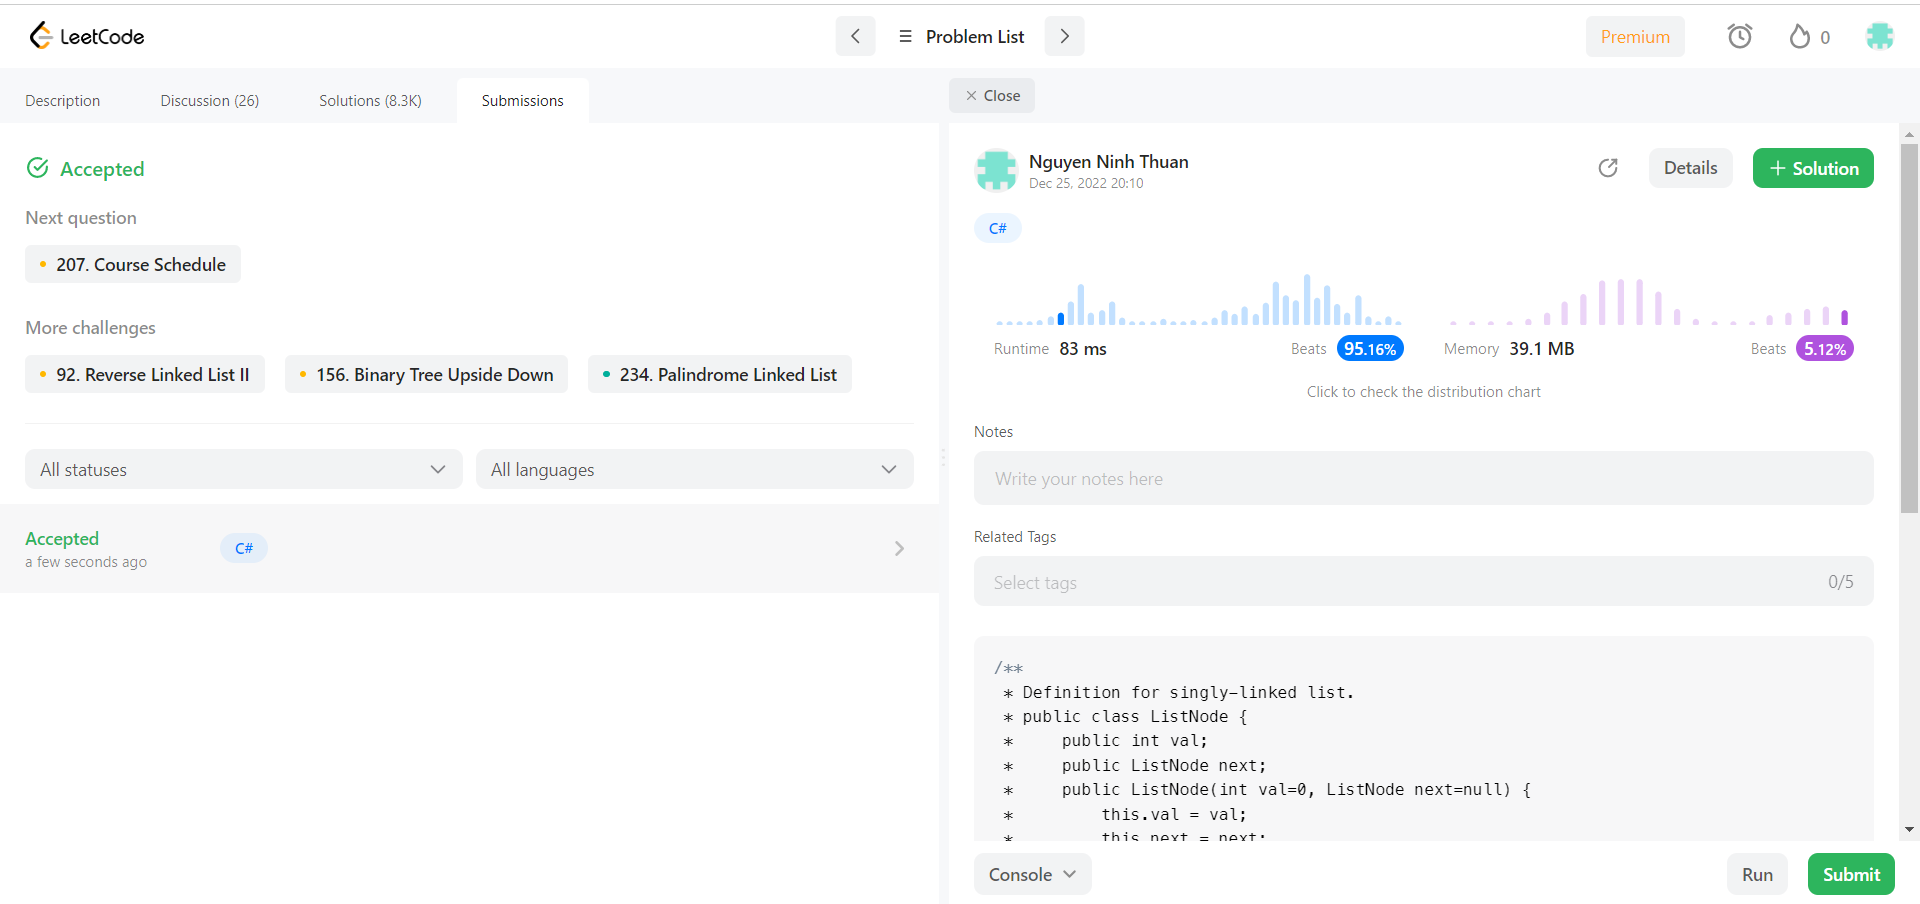 LeetCode
Problem List
Premium
0
Description
Discussion (26)
Solutions (8.3K)
Submissions
Close
Accepted
Next question
207. Course Schedule
More challenges
92. Reverse Linked List II
156. Binary Tree Upside Down
234. Palindrome Linked List
All statuses
All languages
Accepted
a few seconds ago
C#
Nguyen Ninh Thuan
Dec 25, 2022 20:10
Details
Solution
C#
Runtime 83 ms
Beats 95.16%
Memory 39.1 MB
Beats 5.12%
Click to check the distribution chart
Notes
Write your notes here
Related Tags
Select tags
0/5
/**
* Definition for singly-linked list.
* public class ListNode {
*     public int val;
*     public ListNode next;
*     public ListNode(int val=0, ListNode next=null) {
*         this.val = val;
*         this.next = next;
Console
Run
Submit